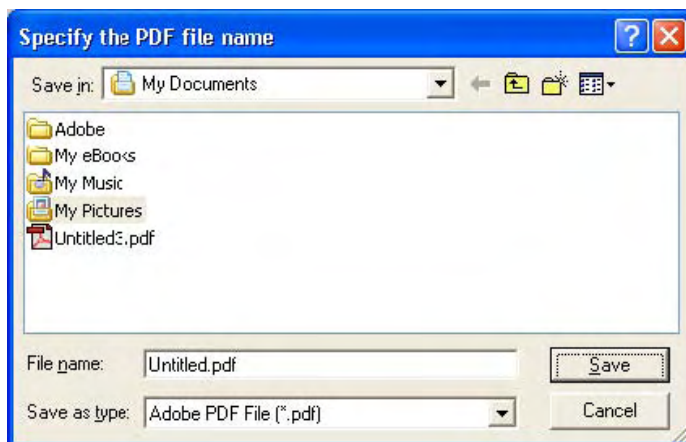 Specify the PDF file name
Save in: My Documents
Adobe
My eBooks
My Music
My Pictures
Untitled3.pdf
File name: Untitled.pdf Save
Save as type: Adobe PDF File (*.pdf) Cancel